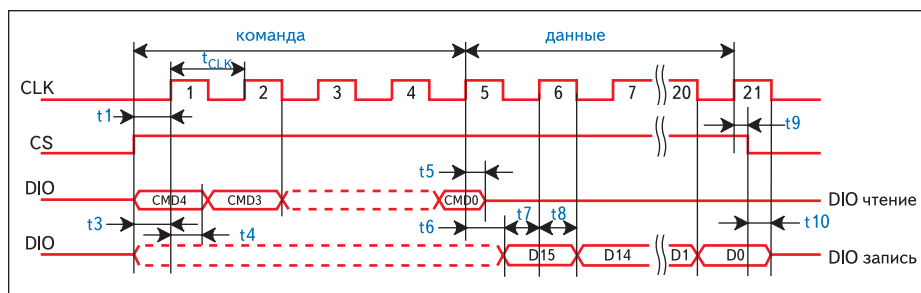 команда
данные
tCLK
CLK
1 2 3 4 5 6 7 20 21
t1
t9
CS
t5
DIO
CMD4 CMD3 CMD0
DIO чтение
t3 t4 t6 t7 t8 t10
DIO
D15 D14 D1 D0
DIO запись